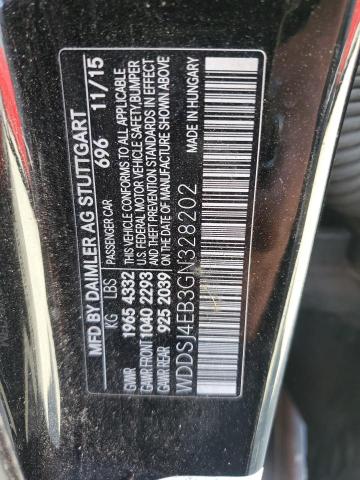 MFD BY DAIMLER AG STUTTGART
PASSENGER CAR 696 11/15
KG LBS
GVWR 1965 4332
GAWR FRONT 1040 2293
GAWR REAR 925 2039
THIS VEHICLE CONFORMS TO ALL APPLICABLE
U.S. FEDERAL MOTOR VEHICLE SAFETY, BUMPER
AND THEFT PREVENTION STANDARDS IN EFFECT
ON THE DATE OF MANUFACTURE SHOWN ABOVE
MADE IN HUNGARY
WDDSJ4EB3GN328202